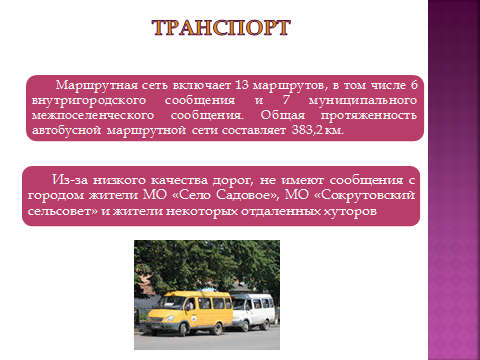 ТРАНСПОРТ
Маршрутная сеть включает 13 маршрутов, в том числе 6
внутригородского сообщения и 7 муниципального
межпоселенческого сообщения. Общая протяженность
автобусной маршрутной сети составляет 383,2 км.
Из-за низкого качества дорог, не имеют сообщения с
городом жители МО «Село Садовое», МО «Сокрутовский
сельсовет» и жители некоторых отдаленных хуторов